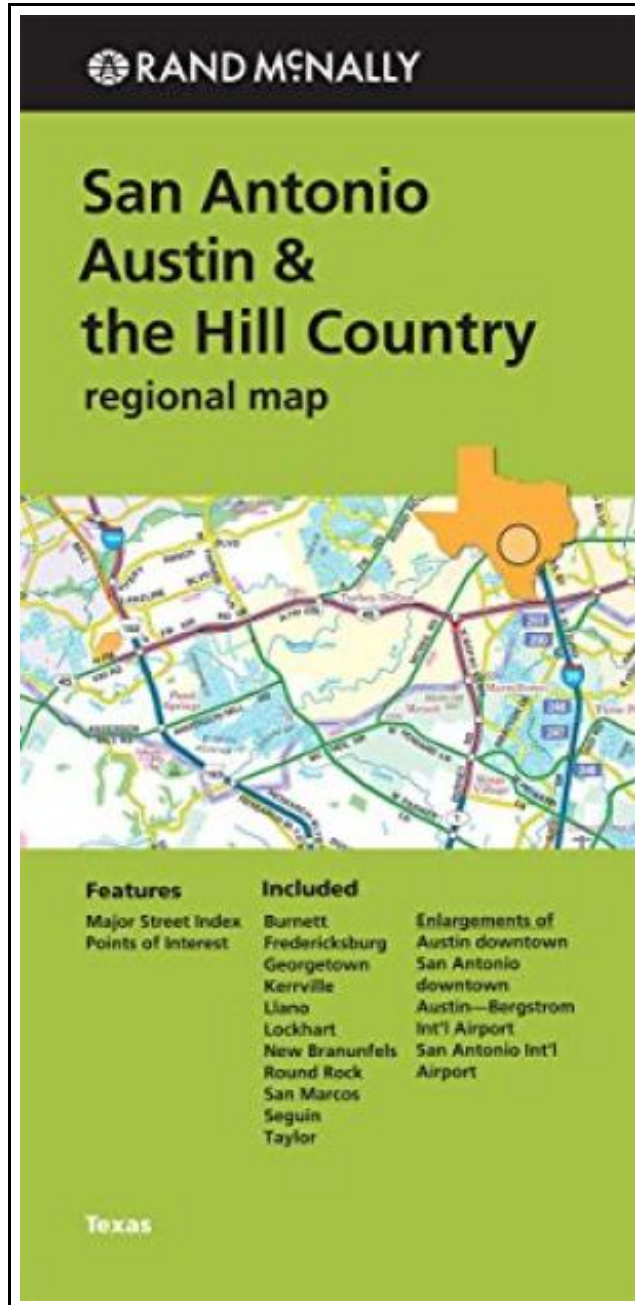 RAND MCNALLY
San Antonio
Austin &
the Hill Country
regional map
Features
Major Street Index
Points of Interest
Included
Burnett
Fredericksburg
Georgetown
Kerrville
Llano
Lockhart
New Branunfels
Round Rock
San Marcos
Seguin
Taylor
Enlargements of
Austin downtown
San Antonio
downtown
Austin—Bergstrom
Int'l Airport
San Antonio Int'l
Airport
Texas